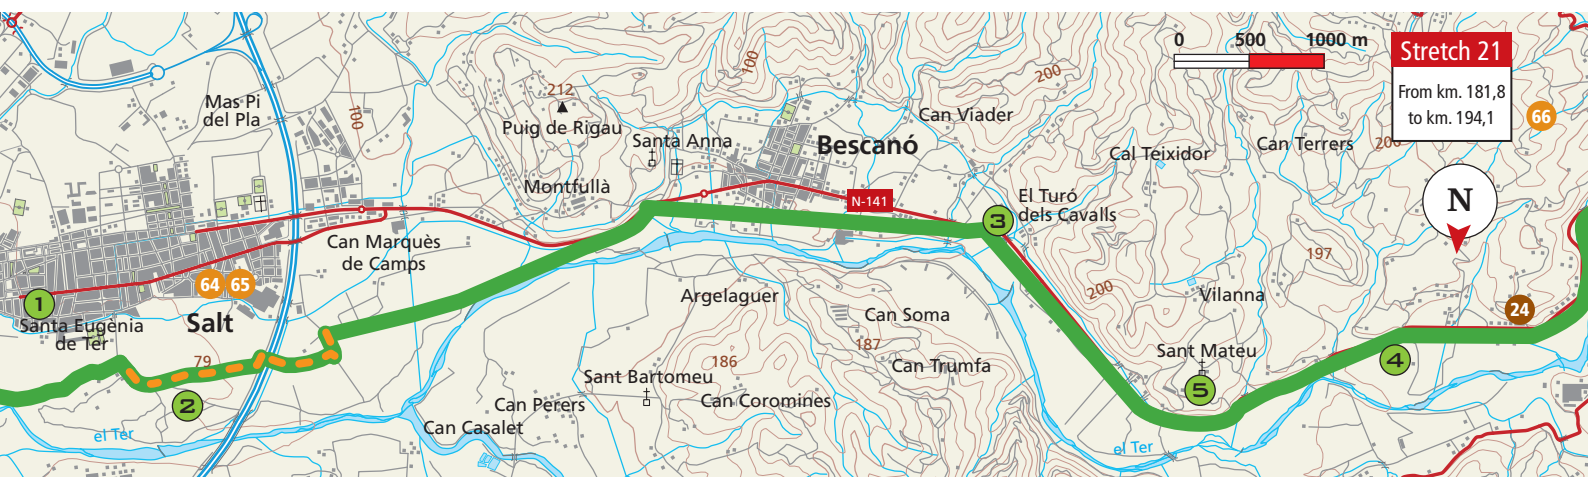 0 500 1000 m
Stretch 21
From km. 181,8
to km. 194,1
66
N
100
200
212
Puig de Rigau
Mas Pi
del Pla
100
Santa Anna
Montfullà
Bescanó
Can Viader
Cal Teixidor
Can Terrers
200
N-141
3
El Turó
dels Cavalls
Can Marquès
de Camps
64 65
1
Santa Eugènia
de Ter
Salt
79
2
el Ter
Argelaguer
Can Soma
187
186
Can Trumfa
Sant Bartomeu
Can Perers
Can Coromines
Can Casalet
200
197
Vilanna
Sant Mateu
5
4
24
el Ter